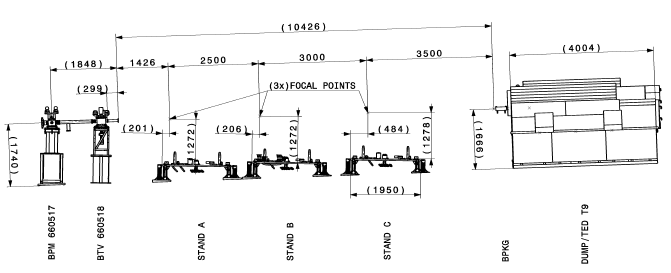 (10426)
(1848)
1426
2500
3000
3500
(4004)
(299)
(3x)FOCAL POINTS
(201)
(1272)
(206)
(1272)
(484)
(1278)
(1740)
(1669)
(1950)
BPM 660517
BTV 660518
STAND A
STAND B
STAND C
BPKG
DUMP/TED T9